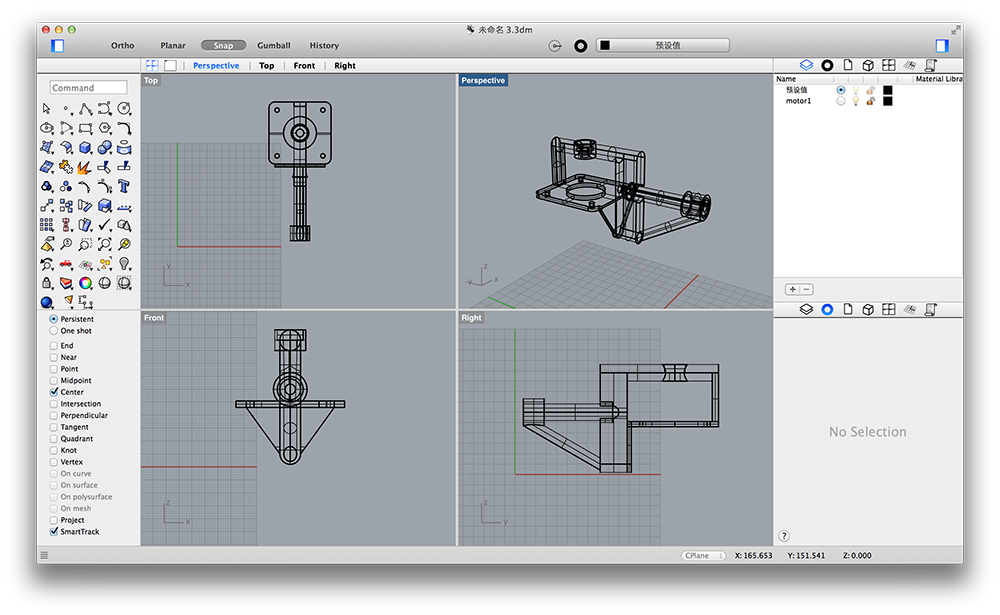 未命名 3.3dm
Ortho Planar Snap Gumball History 预设值
Perspective Top Front Right
Command
Top
Perspective
Name Material Libra
预设值
motor1
z
y
x
y
x
Front
Right
z
x
z
y
Persistent
One shot
End
Near
Point
Midpoint
Center
Intersection
Perpendicular
Tangent
Quadrant
Knot
Vertex
On curve
On surface
On polysurface
On mesh
Project
SmartTrack
No Selection
?
CPlane X: 165.653 Y: 151.541 Z: 0.000